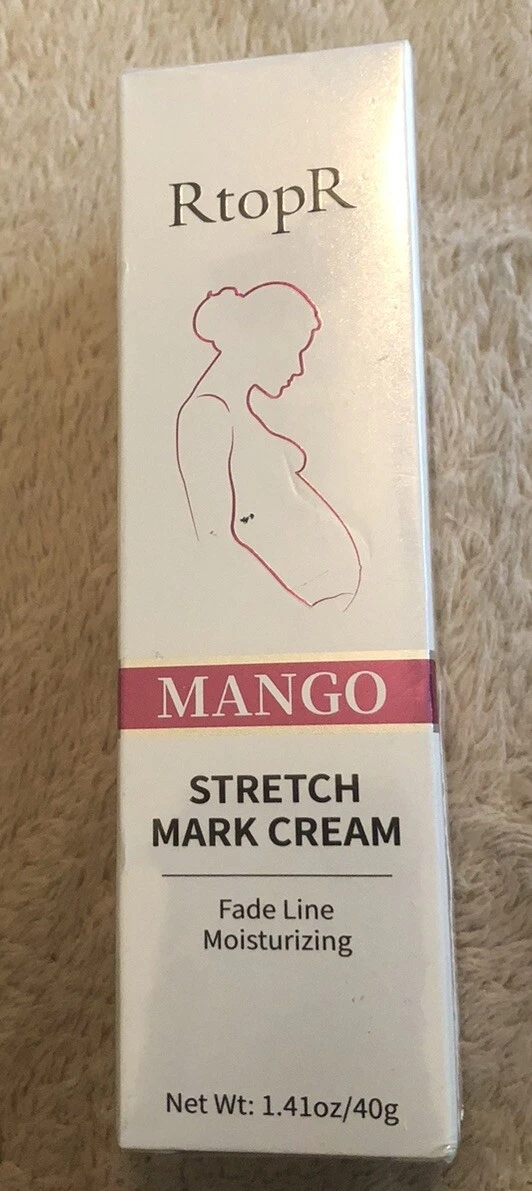 RtopR
MANGO
STRETCH
MARK CREAM
Fade Line
Moisturizing
Net Wt: 1.41oz/40g